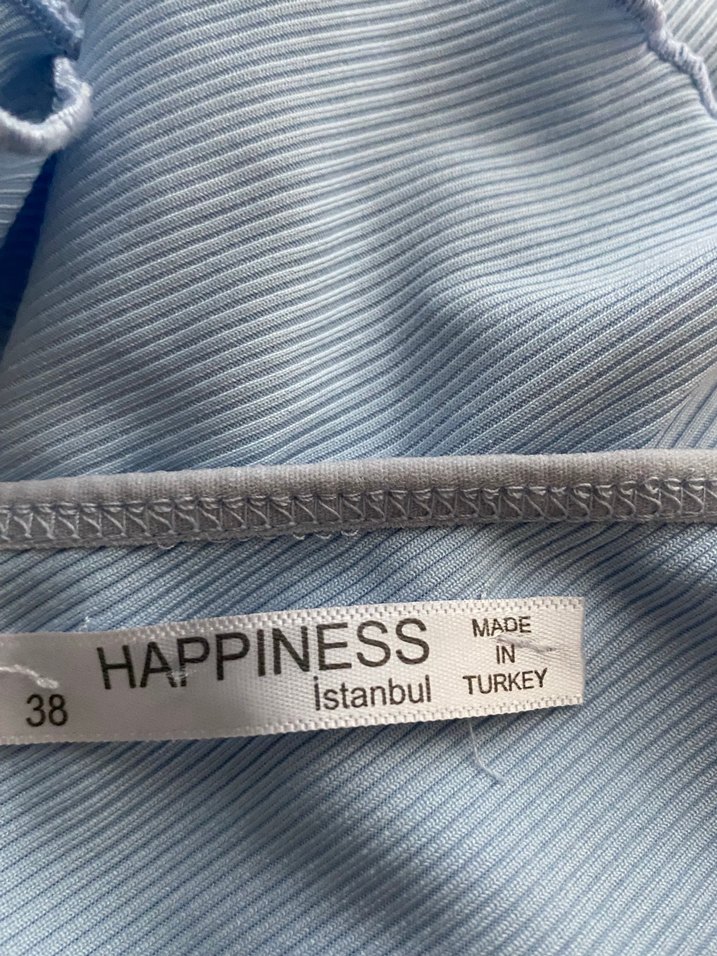 38
HAPPINESS
İstanbul
MADE
IN
TURKEY